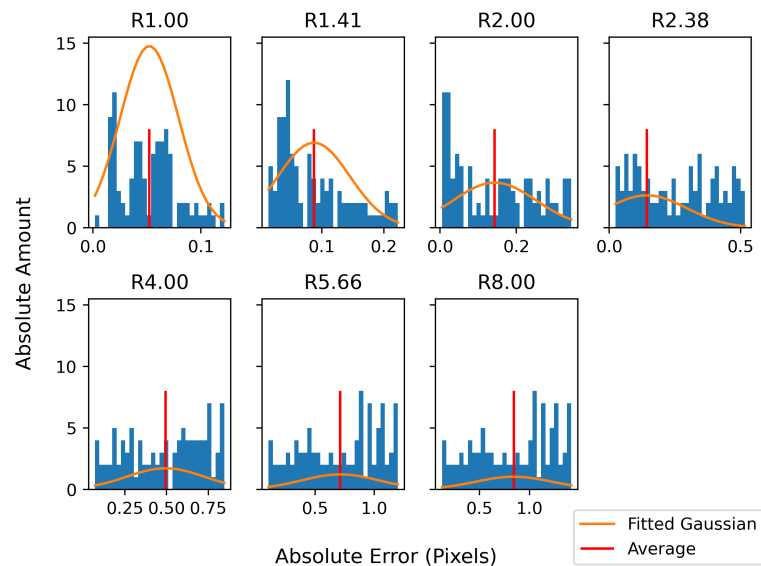 R1.00 R1.41 R2.00 R2.38
15
10
5
0
0.0 0.1 0.1 0.2 0.0 0.2 0.0 0.5
Absolute Amount
R4.00 R5.66 R8.00
15
10
5
0
0.25 0.50 0.75 0.5 1.0 0.5 1.0
Absolute Error (Pixels)
Fitted Gaussian
Average